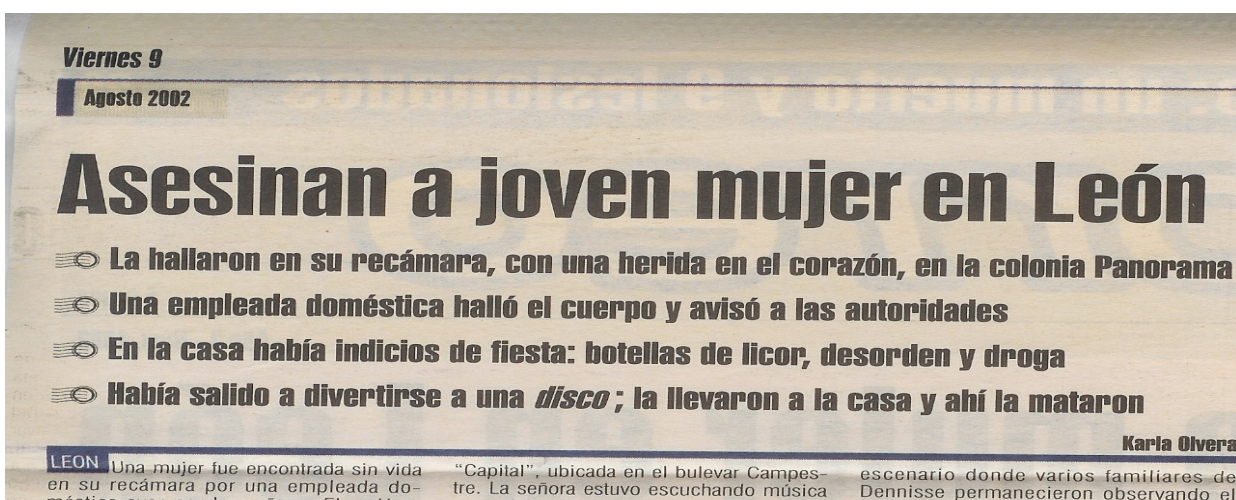 Viernes 9
Agosto 2002
Asesinan a joven mujer en León
La hallaron en su recámara, con una herida en el corazón, en la colonia Panorama
Una empleada doméstica halló el cuerpo y avisó a las autoridades
En la casa había indicios de fiesta: botellas de licor, desorden y droga
Había salido a divertirse a una disco; la llevaron a la casa y ahí la mataron
Karla Olvera
LEON Una mujer fue encontrada sin vida
en su recámara por una empleada do-
"Capital", ubicada en el bulevar Campes-
tre. La señora estuvo escuchando música
escenario donde varios familiares de
Dennisse permanecieron observando el